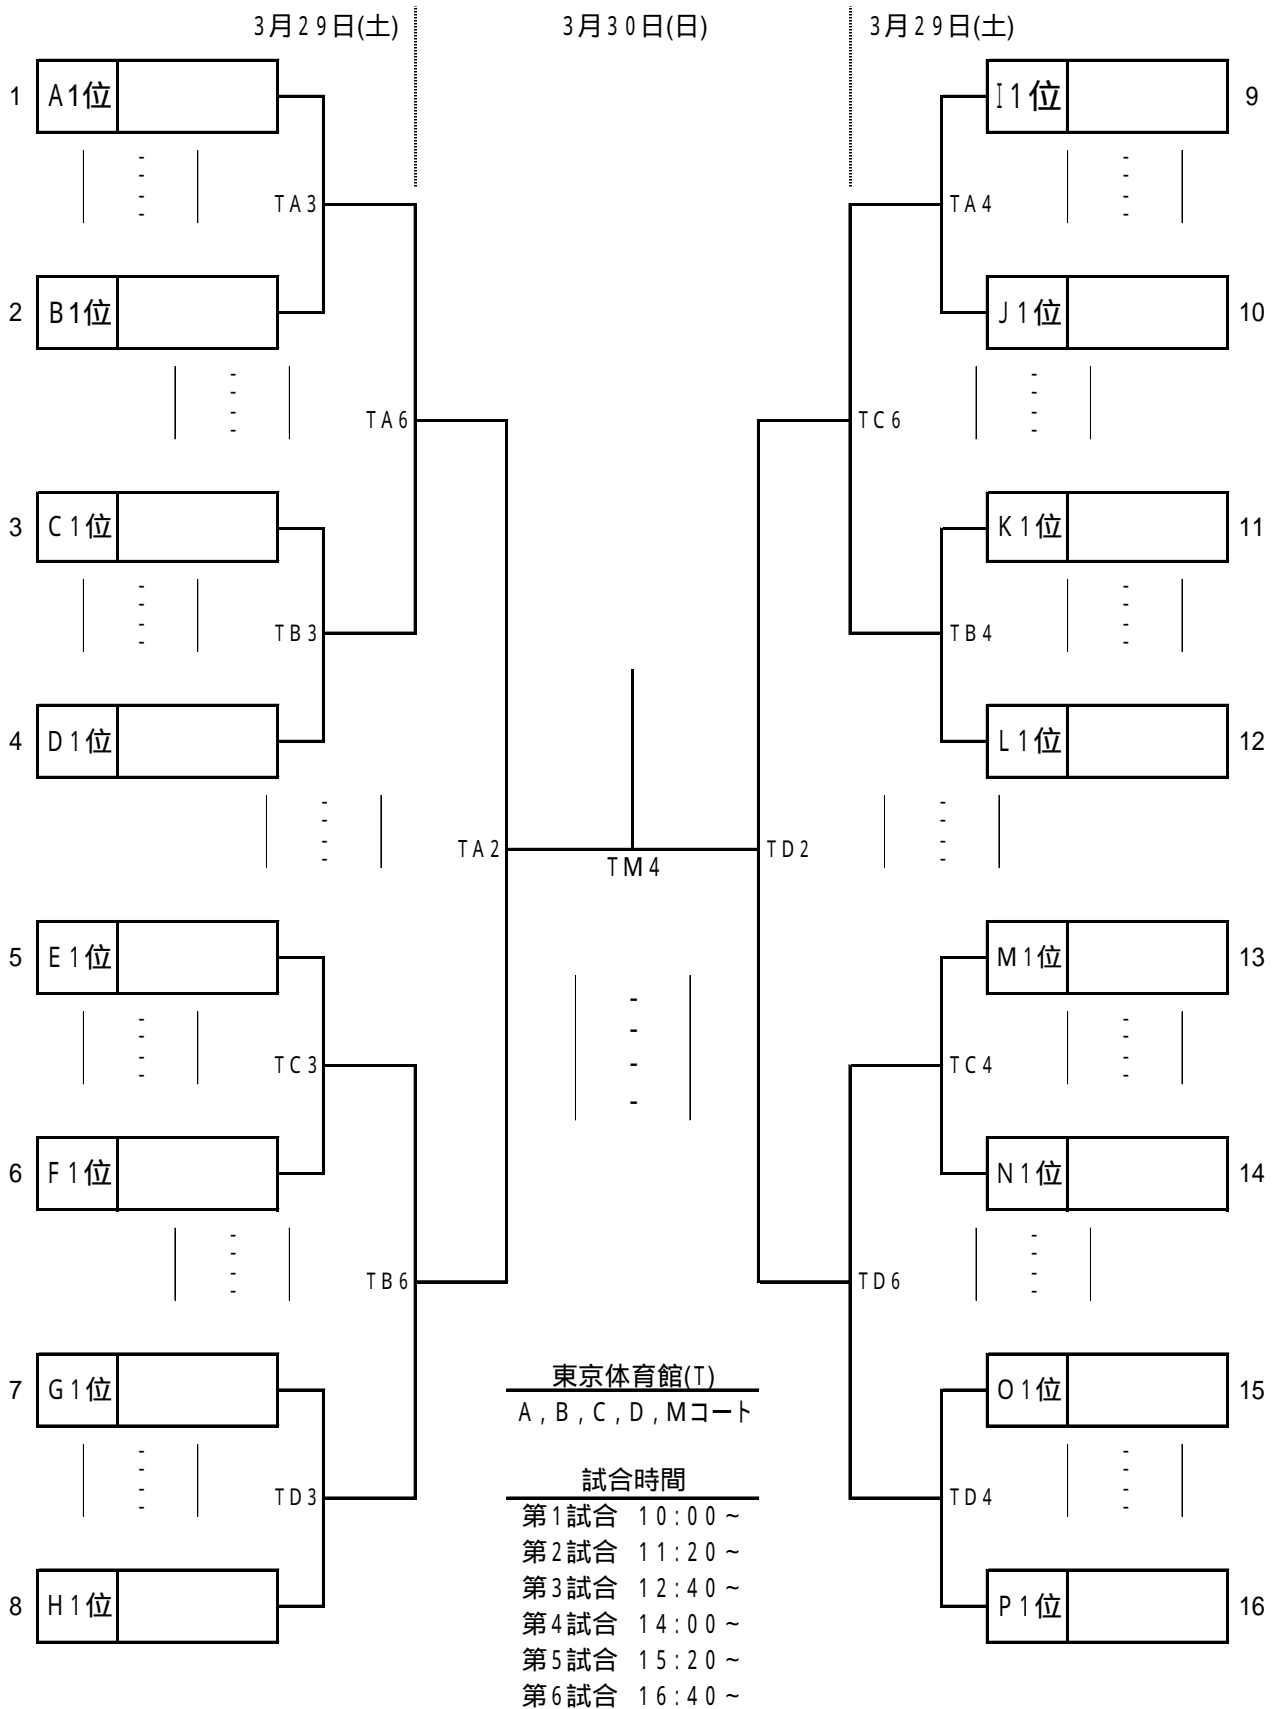 3月29日(土) 3月30日(日) 3月29日(土)
1 A1位 I1位 9
TA3 TA4
2 B1位 J1位 10
TA6 TC6
3 C1位 K1位 11
TB3 TB4
4 D1位 L1位 12
TA2 TD2
TM4
5 E1位 M1位 13
TC3 TC4
6 F1位 N1位 14
TB6 TD6
7 G1位 O1位 15
TD3 TD4
8 H1位 P1位 16
東京体育館(T)
A,B,C,D,Mコート
試合時間
第1試合 10:00~
第2試合 11:20~
第3試合 12:40~
第4試合 14:00~
第5試合 15:20~
第6試合 16:40~